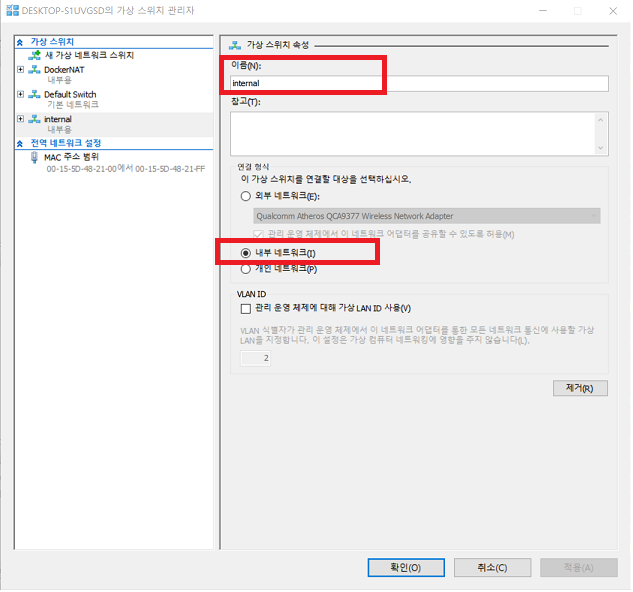 DESKTOP-S1UVGSD의 가상 스위치 관리자
가상 스위치
새 가상 네트워크 스위치
DockerNAT
내부용
Default Switch
기본 네트워크
internal
내부용
전역 네트워크 설정
MAC 주소 범위
00-15-5D-48-21-00에서 00-15-5D-48-21-FF
가상 스위치 속성
이름(N):
internal
참고(T):
연결 형식
이 가상 스위치를 연결할 대상을 선택하십시오.
외부 네트워크(E):
Qualcomm Atheros QCA9377 Wireless Network Adapter
관리 운영 체제에서 이 네트워크 어댑터를 공유할 수 있도록 허용(M)
내부 네트워크(I)
개인 네트워크(P)
VLAN ID
관리 운영 체제에 대해 가상 LAN ID 사용(V)
VLAN 식별자가 관리 운영 체제에서 이 네트워크 어댑터를 통한 모든 네트워크 통신에 사용할 가상
LAN을 지정합니다. 이 설정은 가상 컴퓨터 네트워킹에 영향을 주지 않습니다(L).
2
제거(R)
확인(O)
취소(C)
적용(A)